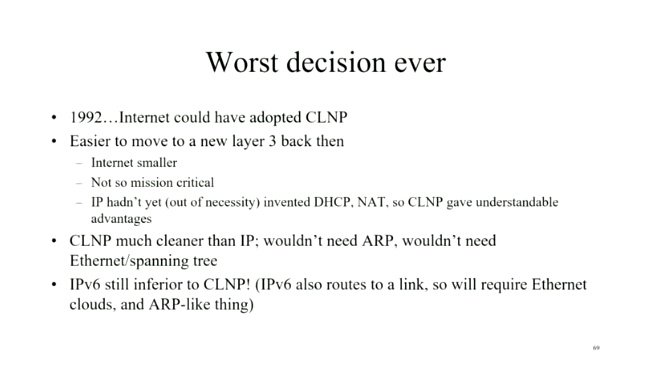 Worst decision ever
• 1992…Internet could have adopted CLNP
• Easier to move to a new layer 3 back then
– Internet smaller
– Not so mission critical
– IP hadn't yet (out of necessity) invented DHCP, NAT, so CLNP gave understandable
advantages
• CLNP much cleaner than IP; wouldn't need ARP, wouldn't need
Ethernet/spanning tree
• IPv6 still inferior to CLNP! (IPv6 also routes to a link, so will require Ethernet
clouds, and ARP-like thing)
69